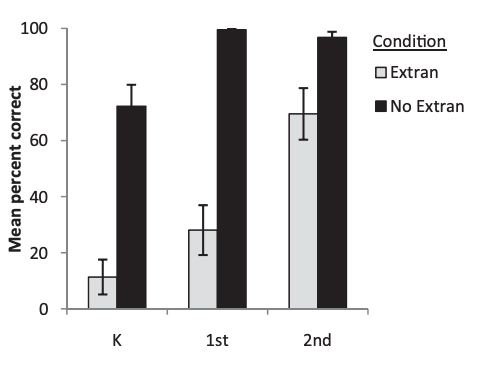 100
80
60
40
20
0
Mean percent correct
K 1st 2nd
Condition
Extran
No Extran